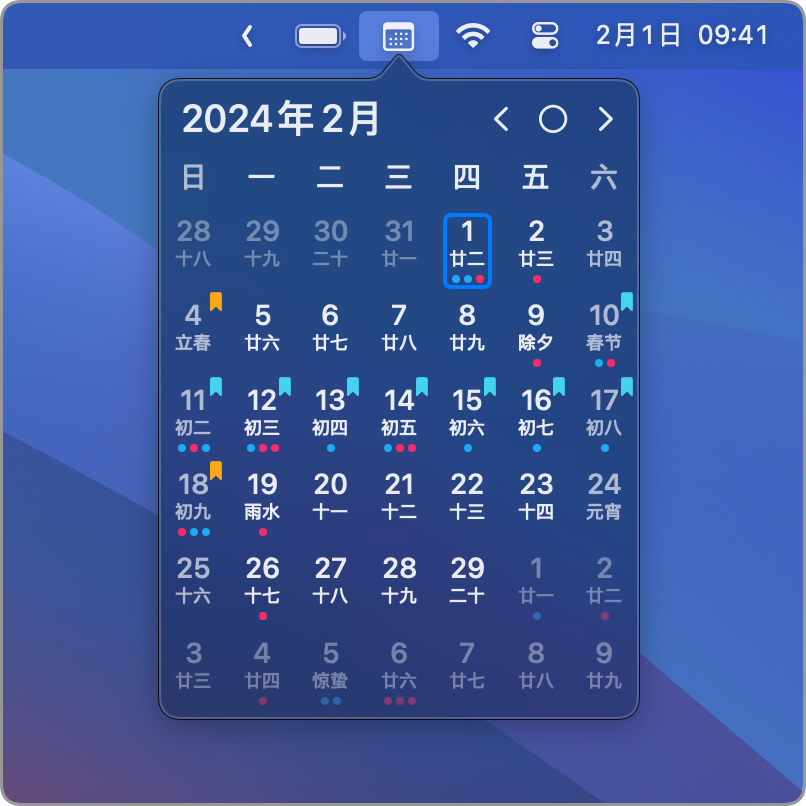 2月1日 09:41
2024年2月
日 一 二 三 四 五 六
28 29 30 31 1 2 3
十八 十九 二十 廿一 廿二 廿三 廿四
4 5 6 7 8 9 10
立春 廿六 廿七 廿八 廿九 除夕 春节
11 12 13 14 15 16 17
初二 初三 初四 初五 初六 初七 初八
18 19 20 21 22 23 24
初九 雨水 十一 十二 十三 十四 元宵
25 26 27 28 29 1 2
十六 十七 十八 十九 二十 廿一 廿二
3 4 5 6 7 8 9
廿三 廿四 惊蛰 廿六 廿七 廿八 廿九